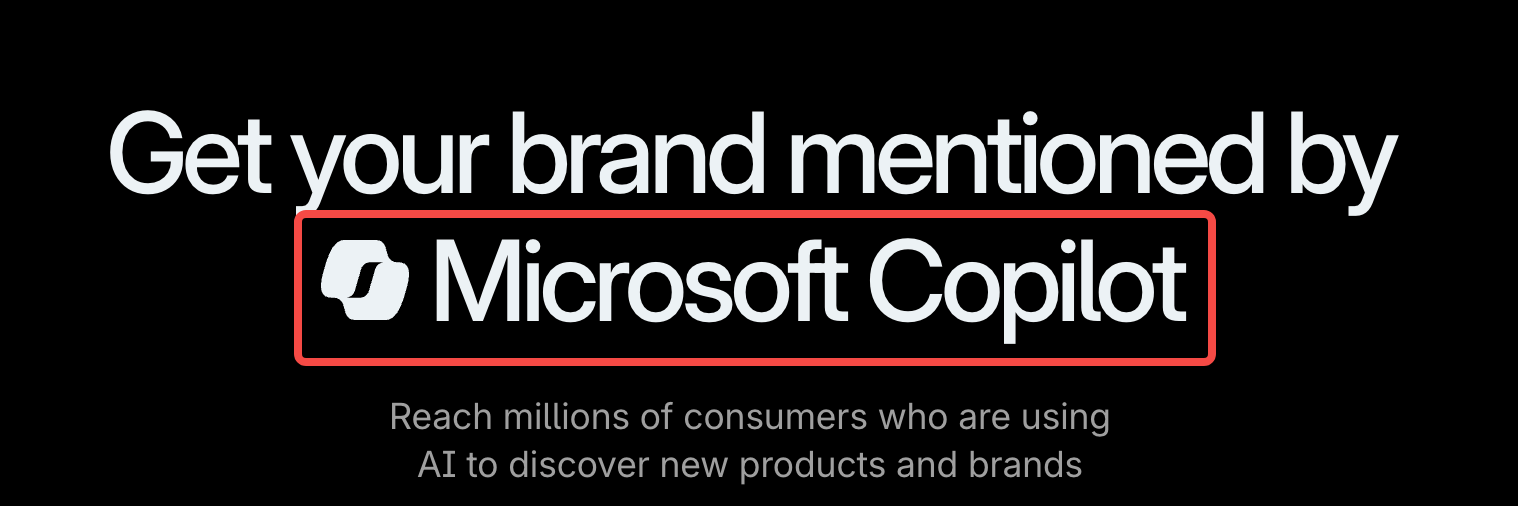 Get your brand mentioned by
Microsoft Copilot
Reach millions of consumers who are using
AI to discover new products and brands